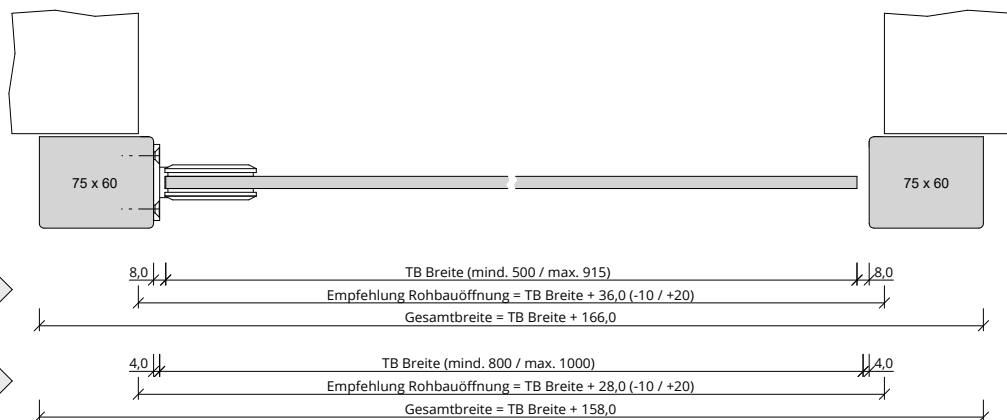 75 x 60
75 x 60
8,0
TB Breite (mind. 500 / max. 915)
8,0
Empfehlung Rohbauöffnung = TB Breite + 36,0 (-10 / +20)
Gesamtbreite = TB Breite + 166,0
4,0
TB Breite (mind. 800 / max. 1000)
4,0
Empfehlung Rohbauöffnung = TB Breite + 28,0 (-10 / +20)
Gesamtbreite = TB Breite + 158,0